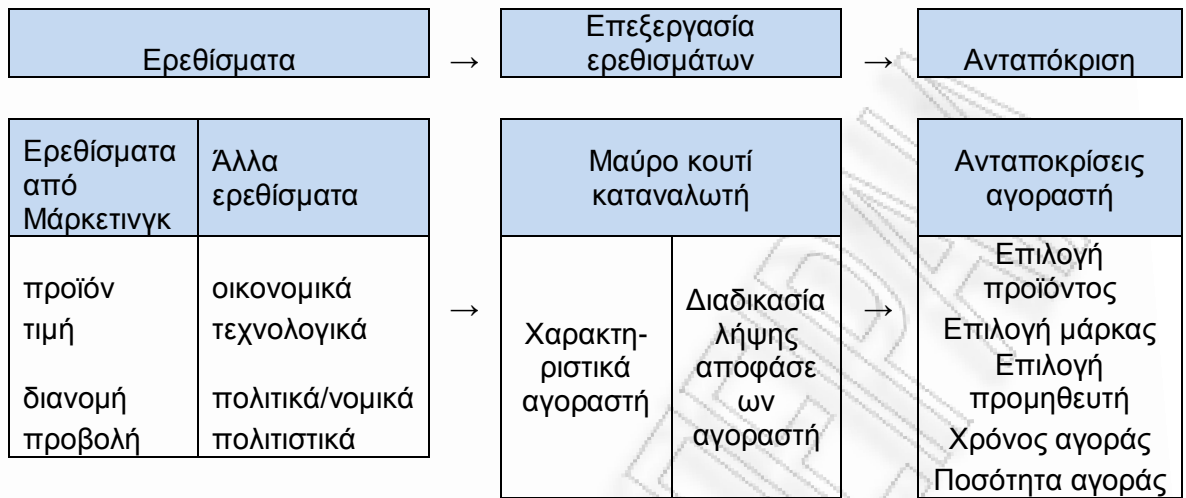 Ερεθίσματα
→
Επεξεργασία
ερεθισμάτων
→
Ανταπόκριση
Ερεθίσματα
από
Μάρκετινγκ
Άλλα
ερεθίσματα
Μαύρο κουτί
καταναλωτή
Ανταποκρίσεις
αγοραστή
προϊόν
τιμή
διανομή
προβολή
οικονομικά
τεχνολογικά
πολιτικά/νομικά
πολιτιστικά
→
Χαρακτη-
ριστικά
αγοραστή
Διαδικασία
λήψης
αποφάσε
ων
αγοραστή
→
Επιλογή
προϊόντος
Επιλογή μάρκας
Επιλογή
προμηθευτή
Χρόνος αγοράς
Ποσότητα αγοράς